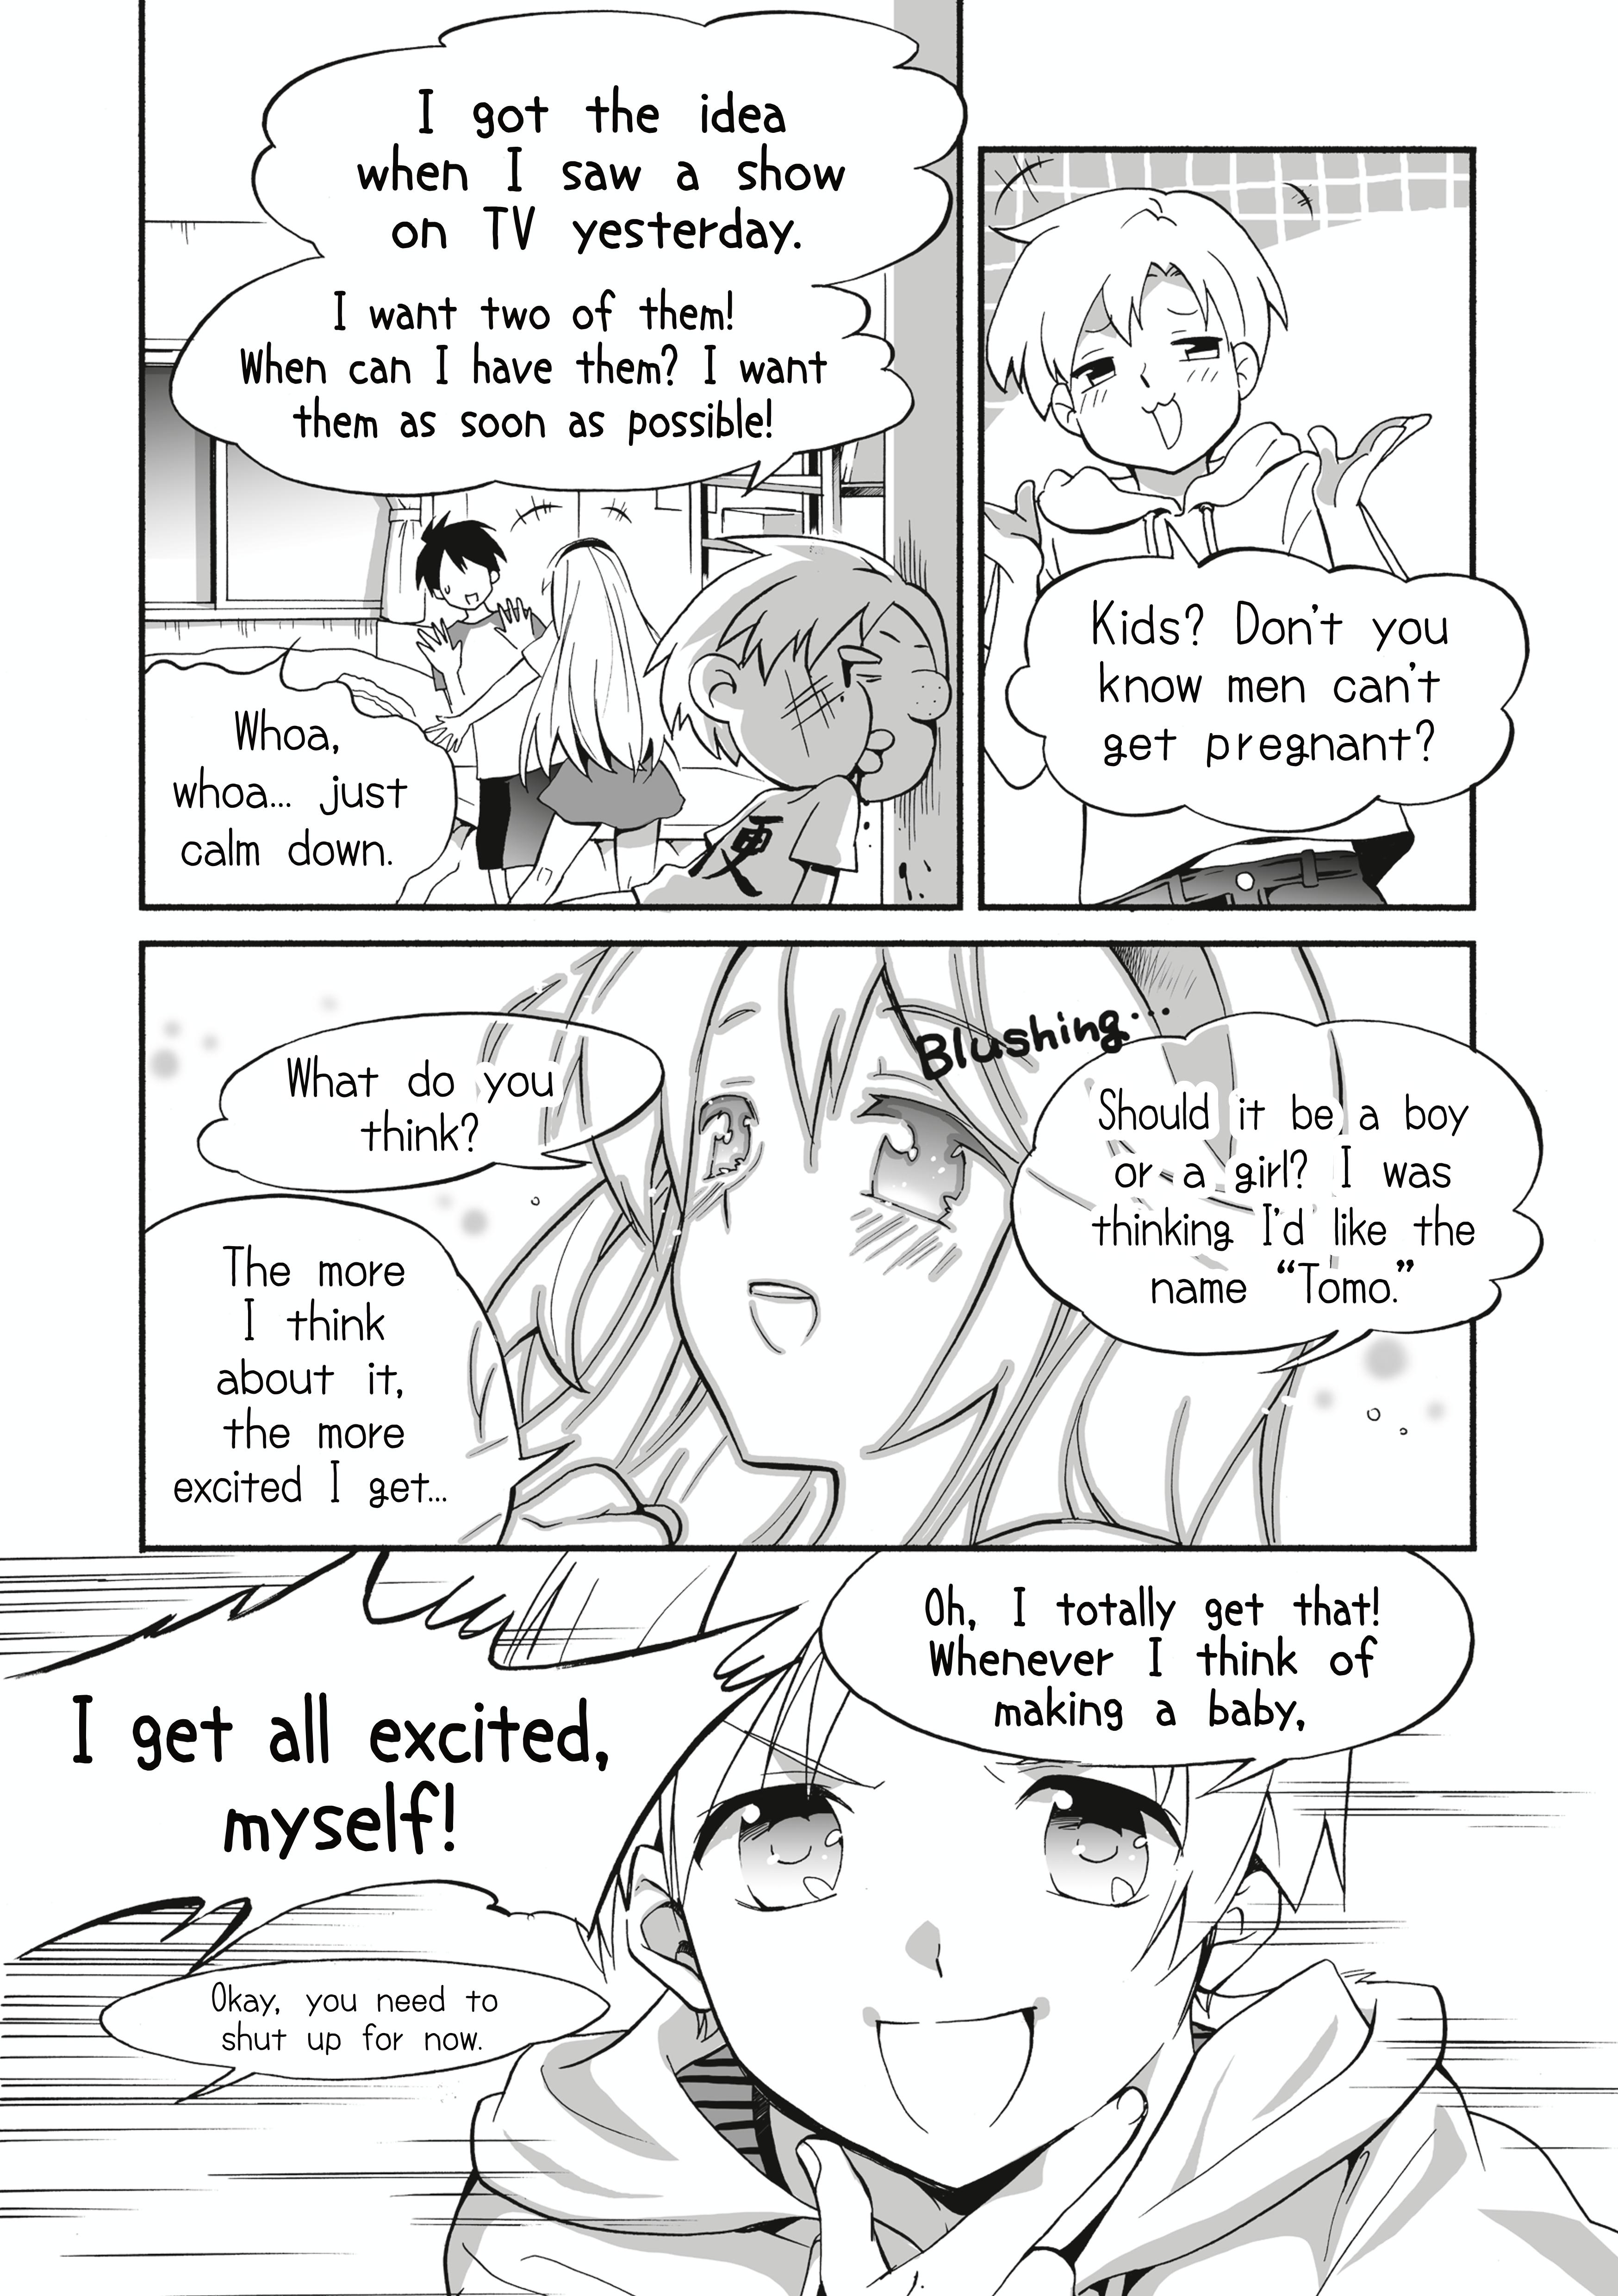 Kids? Don't you
know men can't
get pregnant?
I got the idea
when I saw a show
on TV yesterday.
I want two of them!
When can I have them? I want
them as soon as possible!
Whoa,
whoa... just
calm down.
便
Blushing...
Should it be a boy
or a girl? I was
thinking I'd like the
name “Tomo.”
What do you
think?
The more
I think
about it,
the more
excited I get...
Oh, I totally get that!
Whenever I think of
making a baby,
I get all excited,
myself!
Okay, you need to
shut up for now.